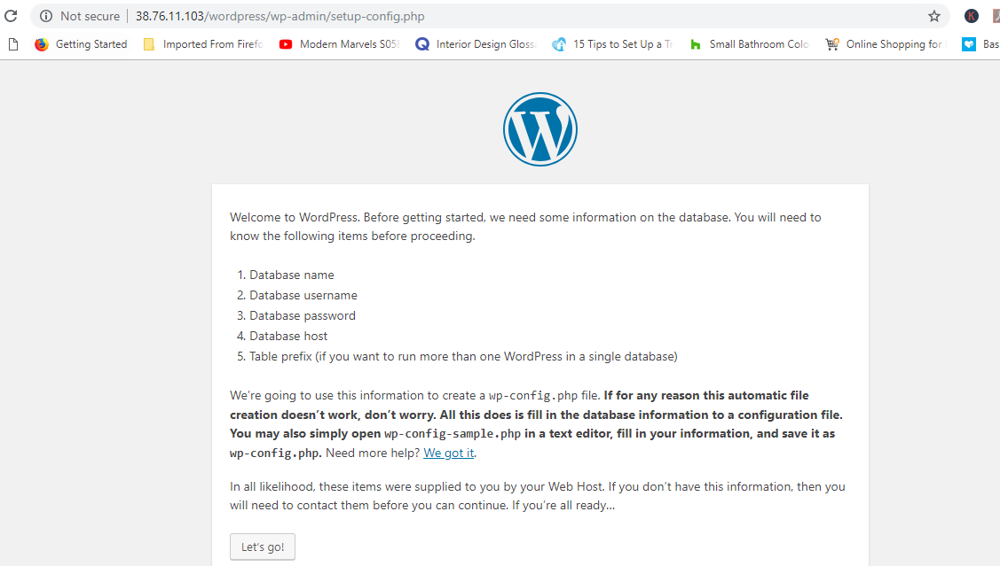 Not secure 38.76.11.103/wordpress/wp-admin/setup-config.php K
Getting Started Imported From Firefo Modern Marvels S05 Interior Design Gloss 15 Tips to Set Up a T Small Bathroom Colo Online Shopping for Bas
W
Welcome to WordPress. Before getting started, we need some information on the database. You will need to
know the following items before proceeding.
1. Database name
2. Database username
3. Database password
4. Database host
5. Table prefix (if you want to run more than one WordPress in a single database)
We're going to use this information to create a wp-config.php file. If for any reason this automatic file
creation doesn't work, don't worry. All this does is fill in the database information to a configuration file.
You may also simply open wp-config-sample.php in a text editor, fill in your information, and save it as
wp-config.php. Need more help? We got it.
In all likelihood, these items were supplied to you by your Web Host. If you don't have this information, then you
will need to contact them before you can continue. If you're all ready…
Let's go!